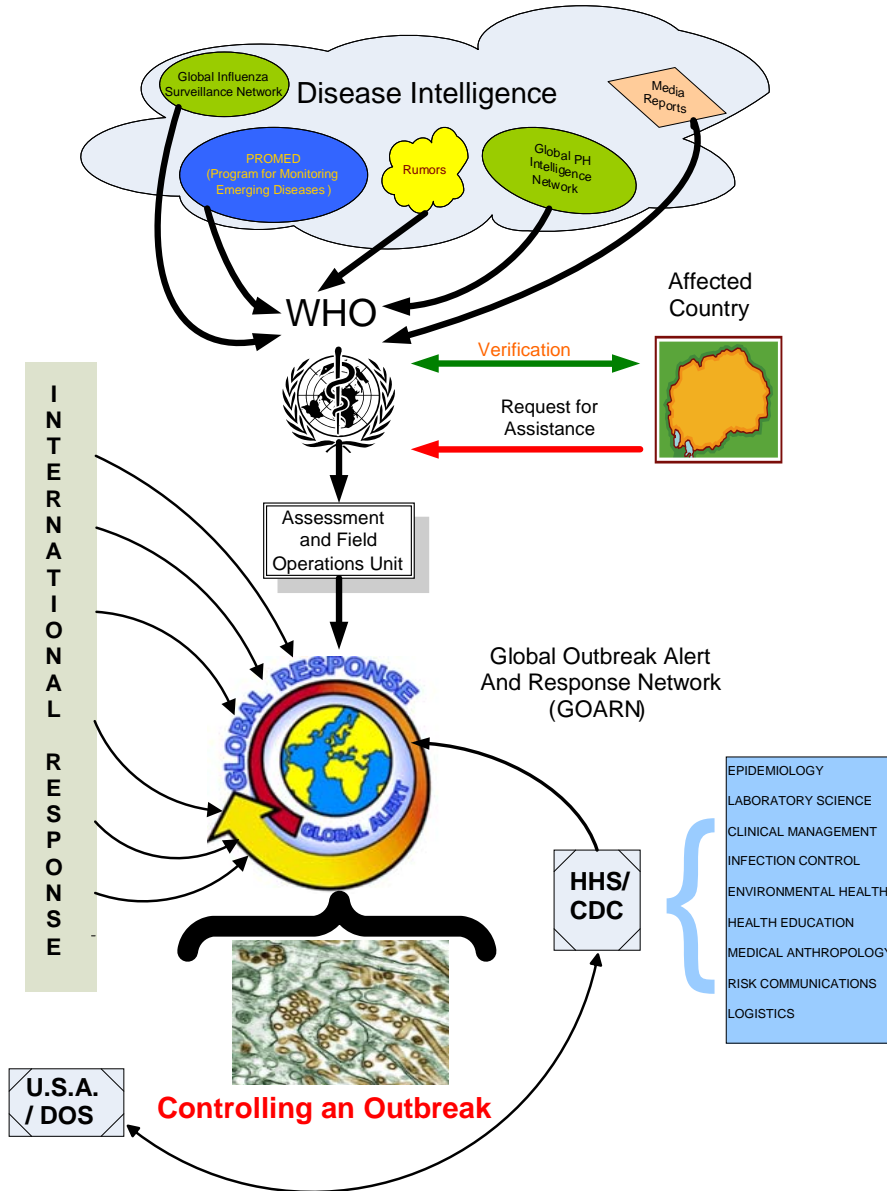 Global Influenza
Surveillance Network
Disease Intelligence
Media
Reports
PROMED
(Program for Monitoring
Emerging Diseases )
Rumors
Global PH
Intelligence
Network
WHO
Affected
Country
Verification
Request for
Assistance
INTERNATIONAL RESPONSE
Assessment
and Field
Operations Unit
GLOBAL RESPONSE
GLOBAL ALERT
Global Outbreak Alert
And Response Network
(GOARN)
HHS/
CDC
EPIDEMIOLOGY
LABORATORY SCIENCE
CLINICAL MANAGEMENT
INFECTION CONTROL
ENVIRONMENTAL HEALTH
HEALTH EDUCATION
MEDICAL ANTHROPOLOGY
RISK COMMUNICATIONS
LOGISTICS
U.S.A.
/ DOS
Controlling an Outbreak